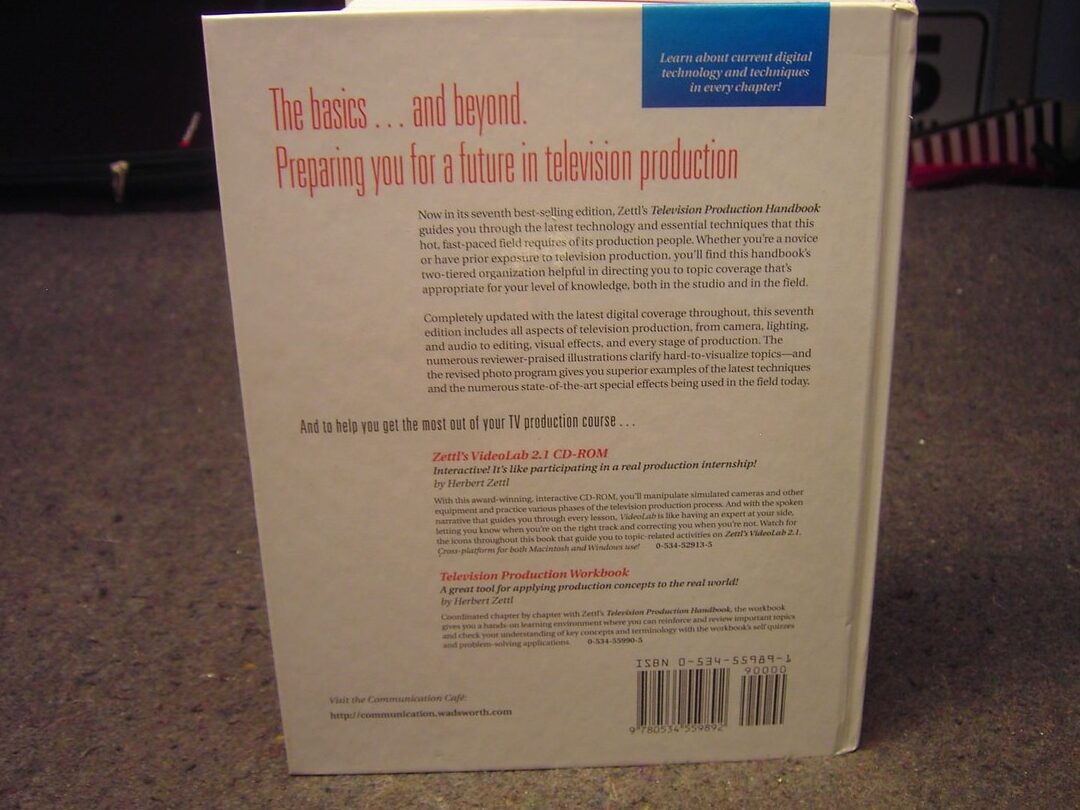 Learn about current digital
technology and techniques
in every chapter!
The basics . . . and beyond.
Preparing you for a future in television production
Now in its seventh best-selling edition, Zettl's Television Production Handbook
guides you through the latest technology and essential techniques that this
hot, fast-paced field requires of its production people. Whether you're a novice
or have prior exposure to television production, you'll find this handbook's
two-tiered organization helpful in directing you to topic coverage that's
appropriate for your level of knowledge, both in the studio and in the field.
Completely updated with the latest digital coverage throughout, this seventh
edition includes all aspects of television production, from camera, lighting,
and audio to editing, visual effects, and every stage of production. The
numerous reviewer-praised illustrations clarify hard-to-visualize topics—and
the revised photo program gives you superior examples of the latest techniques
and the numerous state-of-the-art special effects being used in the field today.
And to help you get the most out of your TV production course . . .
Zettl's VideoLab 2.1 CD-ROM
Interactive! It's like participating in a real production internship!
by Herbert Zettl
With this award-winning, interactive CD-ROM, you'll manipulate simulated cameras and other
equipment and practice various phases of the television production process. And with the spoken
narrative that guides you through every lesson, VideoLab is like having an expert at your side,
letting you know when you're on the right track and correcting you when you're not. Watch for
the icons throughout this book that guide you to topic-related activities on Zettl's VideoLab 2.1.
Cross-platform for both Macintosh and Windows use! 0-534-52913-5
Television Production Workbook
A great tool for applying production concepts to the real world!
by Herbert Zettl
Coordinated chapter by chapter with Zettl's Television Production Handbook, the workbook
gives you a hands-on learning environment where you can reinforce and review important topics
and check your understanding of key concepts and terminology with the workbook's self quizzes
and problem-solving applications. 0-534-55990-5
ISBN 0-534-55989-1
90000
9 780534 559892
Visit the Communication Café:
http://communication.wadsworth.com
5